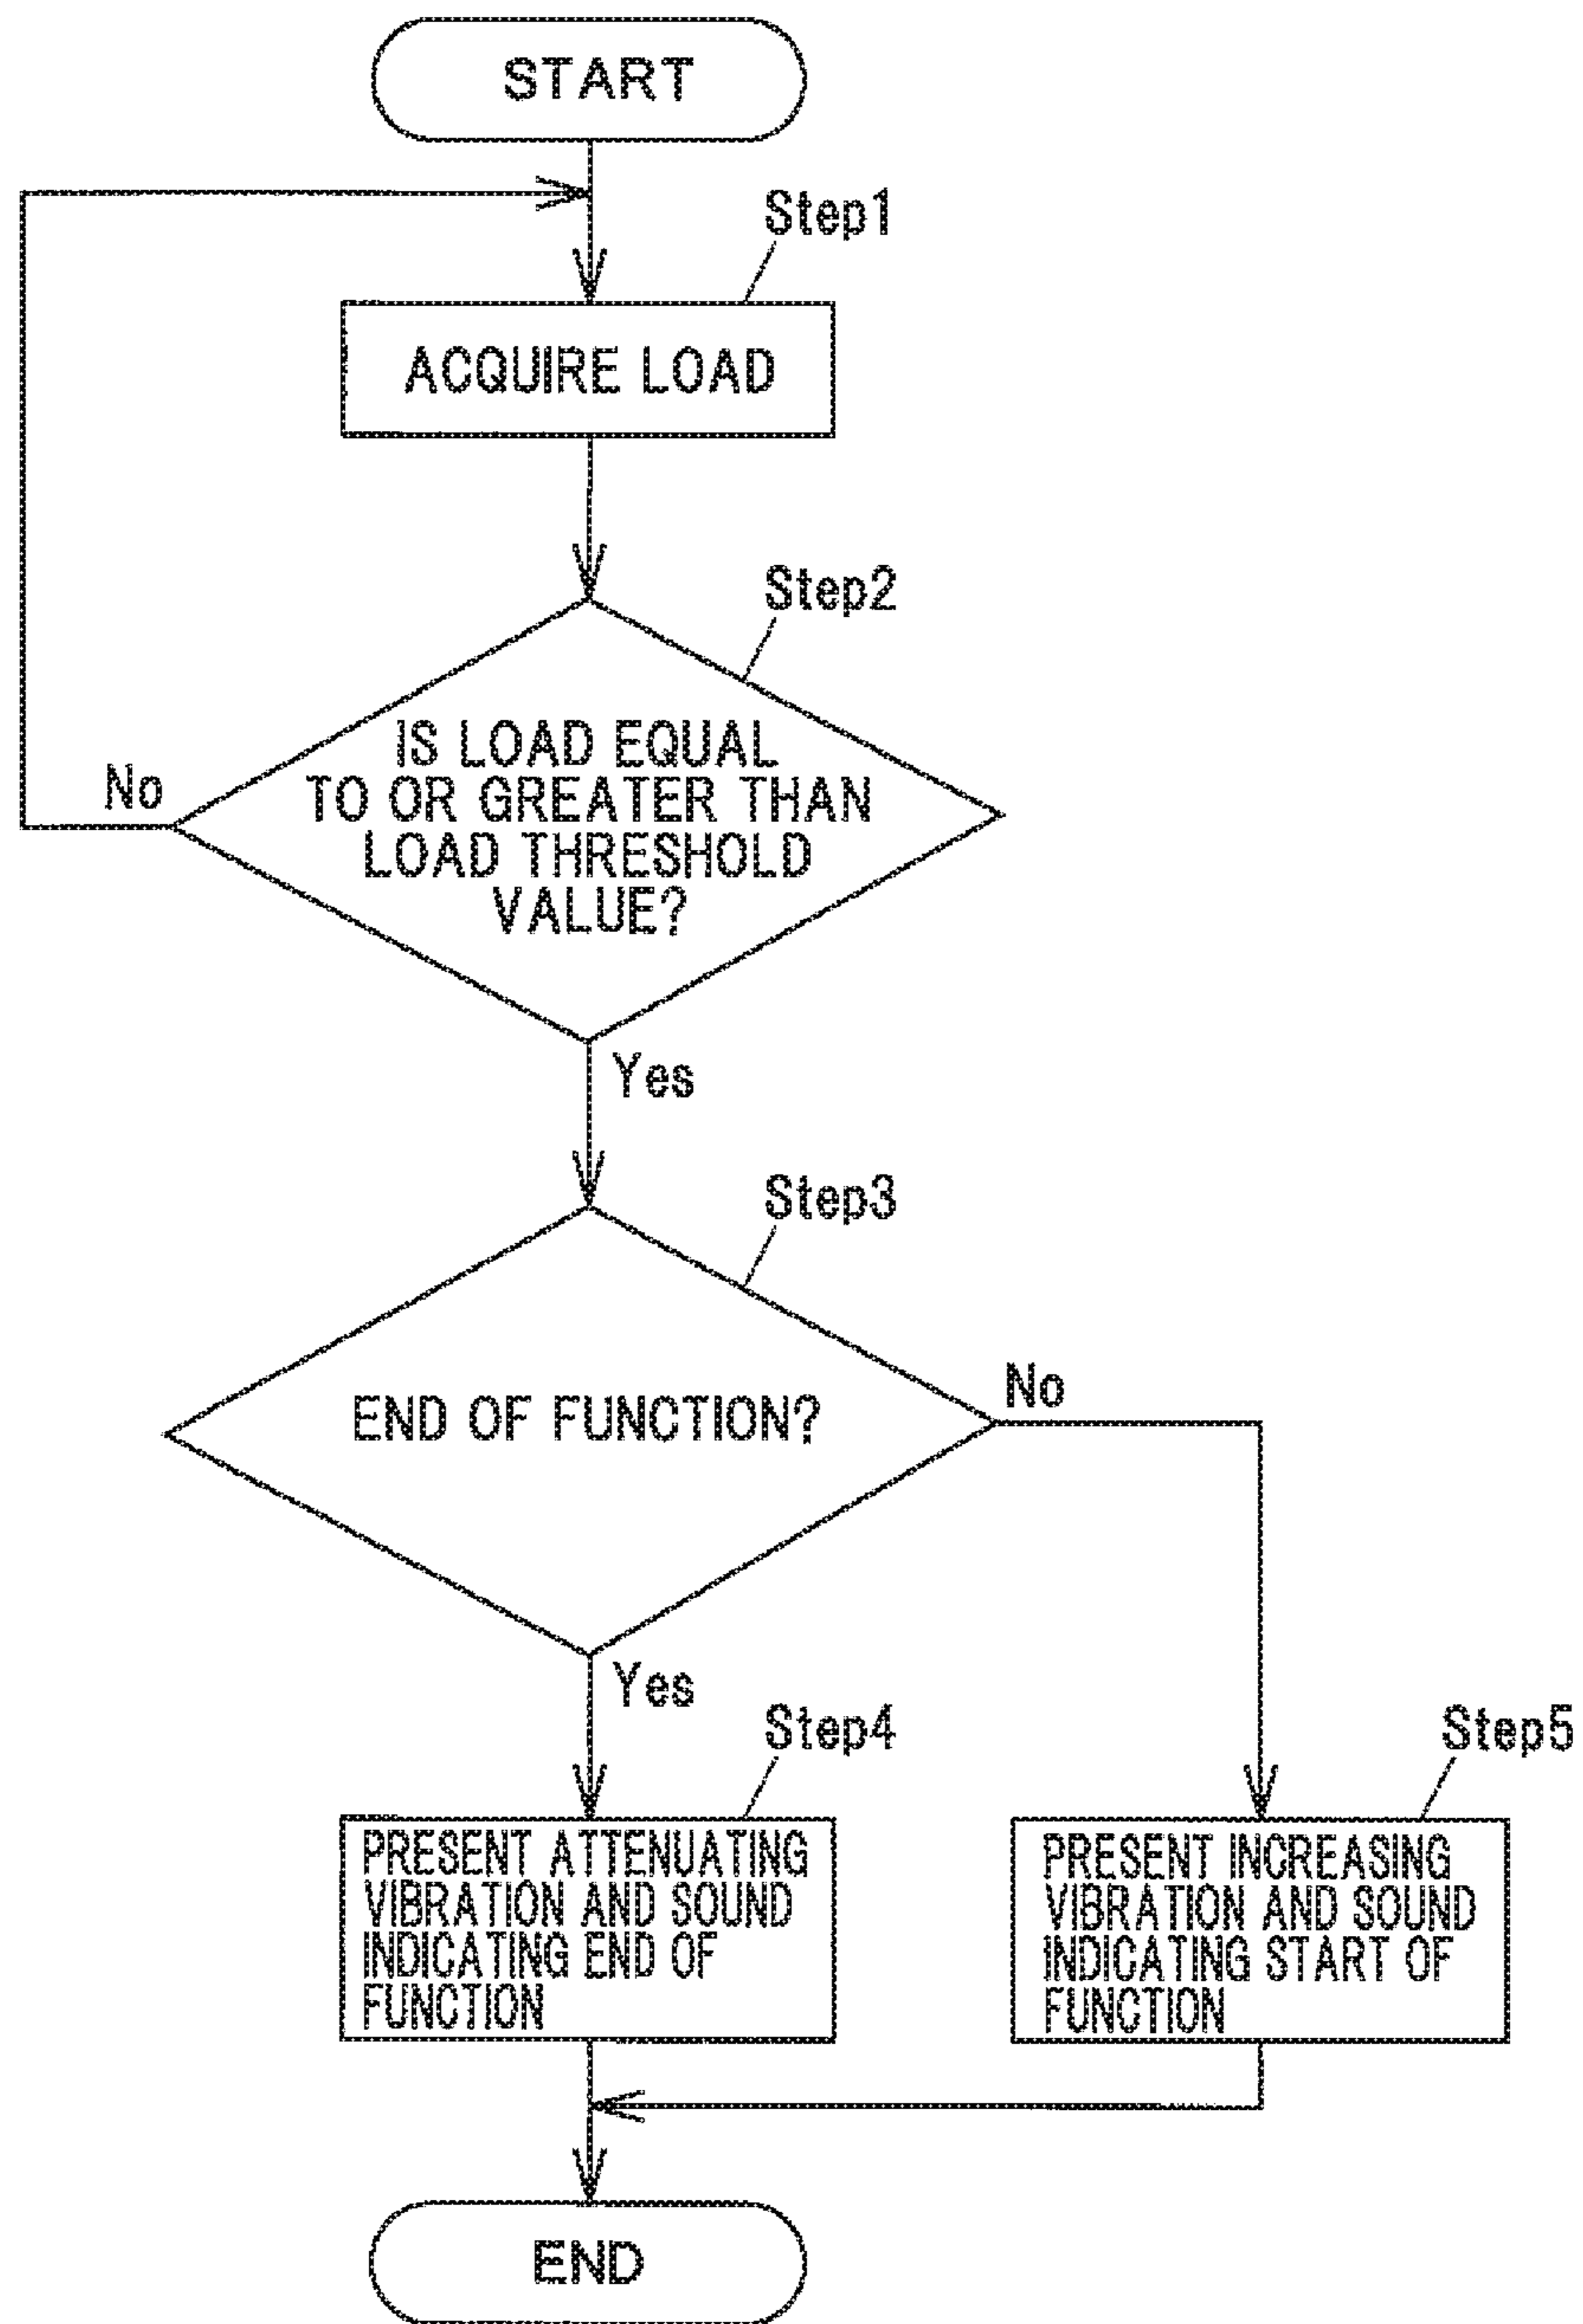 START
Step1
ACQUIRE LOAD
Step2
IS LOAD EQUAL
TO OR GREATER THAN
LOAD THRESHOLD
VALUE?
No
Yes
Step3
END OF FUNCTION?
No
Yes
Step4
PRESENT ATTENUATING
VIBRATION AND SOUND
INDICATING END OF
FUNCTION
Step5
PRESENT INCREASING
VIBRATION AND SOUND
INDICATING START OF
FUNCTION
END